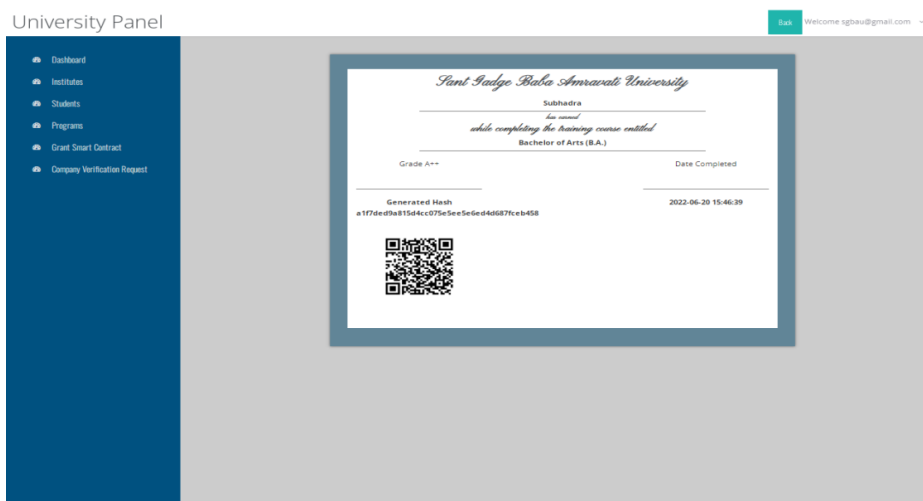 University Panel
Back
Welcome sgbau@gmail.com
Dashboard
Institutes
Students
Programs
Grant Smart Contract
Company Verification Request
Sant Gadge Baba Amravati University
Subhadra
has earned
while completing the training course entitled
Bachelor of Arts (B.A.)
Grade A++
Date Completed
Generated Hash
2022-06-20 15:46:39
a1f7ded9a815d4cc075e5ee5e6ed4d687fceb458